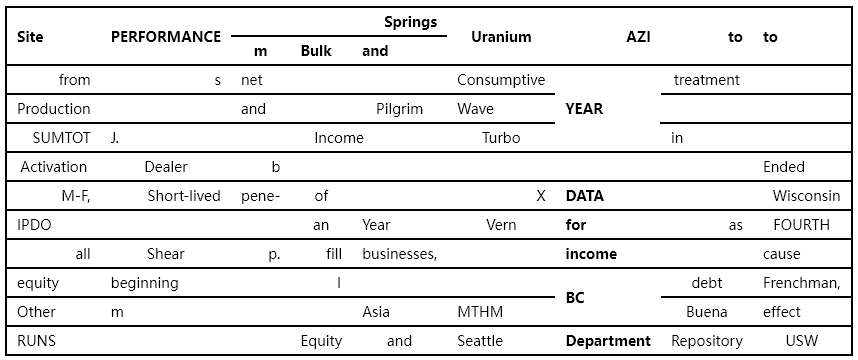 Site PERFORMANCE Springs Uranium AZI to to
m Bulk and
from s net Consumptive YEAR treatment
Production and Pilgrim Wave
SUMTOT J. Income Turbo in
Activation Dealer b Ended
M-F, Short-lived pene- of X DATA Wisconsin
IPDO an Year Vern for as FOURTH
all Shear p. fill businesses, income cause
equity beginning I BC debt Frenchman,
Other m Asia MTHM Buena effect
RUNS Equity and Seattle Department Repository USW